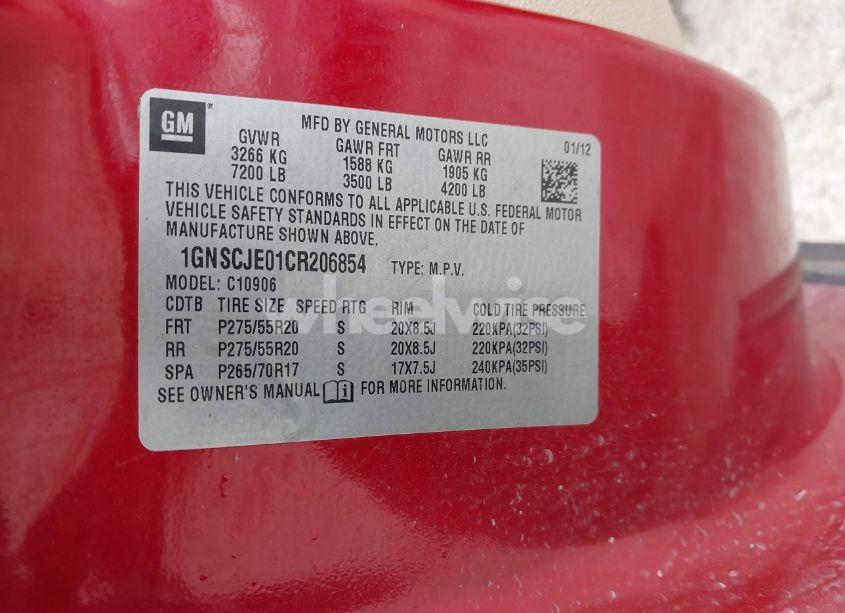 GM
MFD BY GENERAL MOTORS LLC
01/12
GVWR GAWR FRT GAWR RR
3266 KG 1588 KG 1905 KG
7200 LB 3500 LB 4200 LB
THIS VEHICLE CONFORMS TO ALL APPLICABLE U.S. FEDERAL MOTOR
VEHICLE SAFETY STANDARDS IN EFFECT ON THE DATE OF
MANUFACTURE SHOWN ABOVE.
1GNSCJE01CR206854 TYPE: M.P.V.
MODEL: C10906
CDTB TIRE SIZE SPEED RTG RIM COLD TIRE PRESSURE
FRT P275/55R20 S 20X8.5J 220KPA(32PSI)
RR P275/55R20 S 20X8.5J 220KPA(32PSI)
SPA P265/70R17 S 17X7.5J 240KPA(35PSI)
SEE OWNER'S MANUAL i FOR MORE INFORMATION.
wheelwire